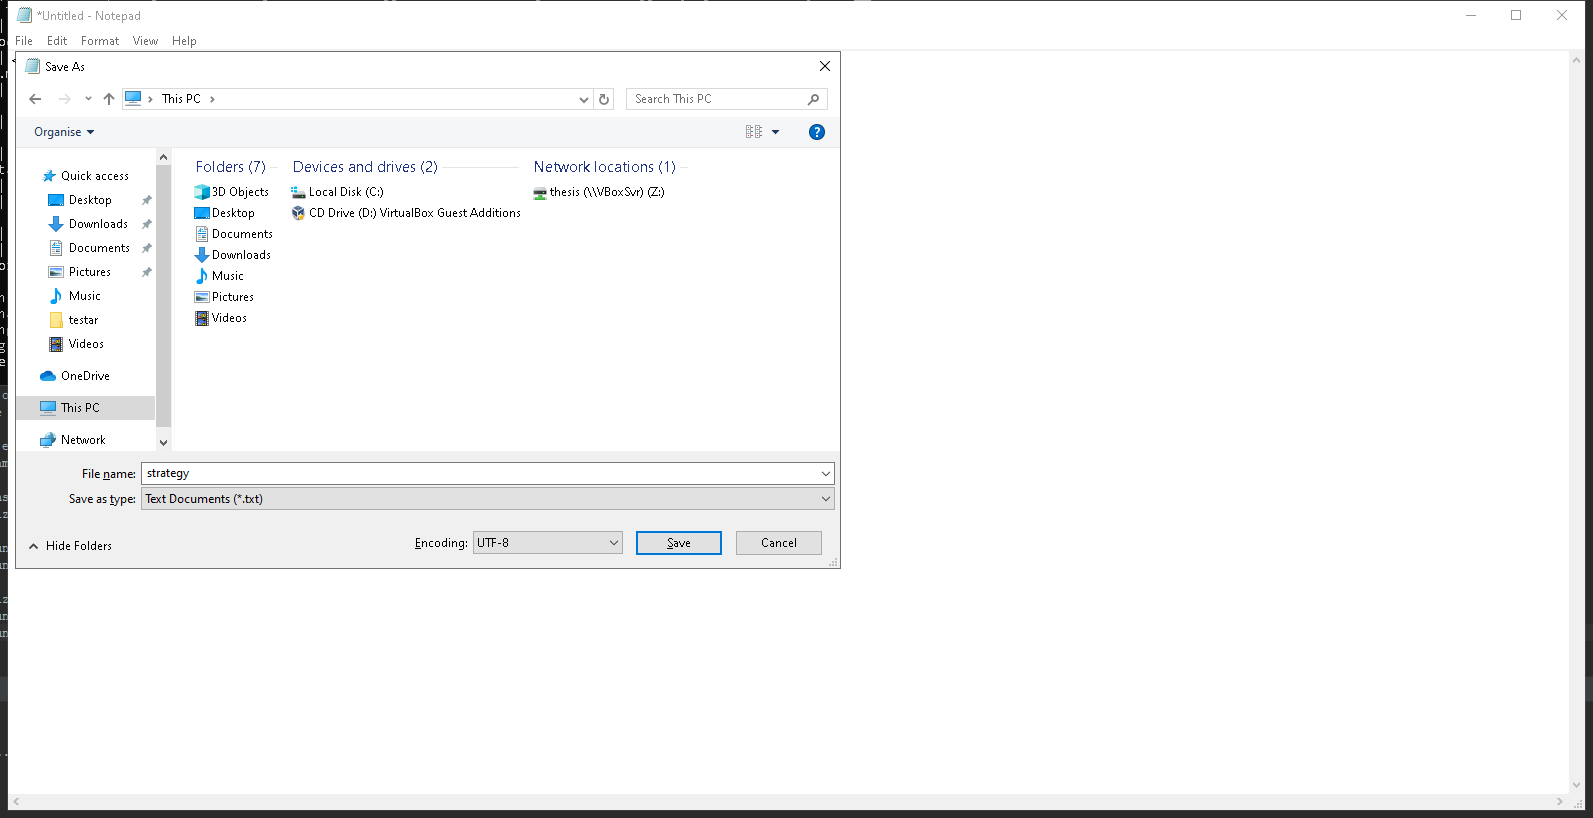 *Untitled - Notepad
File Edit Format View Help
Save As
This PC
Search This PC
Organise
Quick access
Desktop
Downloads
Documents
Pictures
Music
testar
Videos
OneDrive
This PC
Network
Folders (7)
3D Objects
Desktop
Documents
Downloads
Music
Pictures
Videos
Devices and drives (2)
Local Disk (C:)
CD Drive (D:) VirtualBox Guest Additions
Network locations (1)
thesis (\\VBoxSvr) (Z:)
File name: strategy
Save as type: Text Documents (*.txt)
Hide Folders
Encoding: UTF-8
Save
Cancel